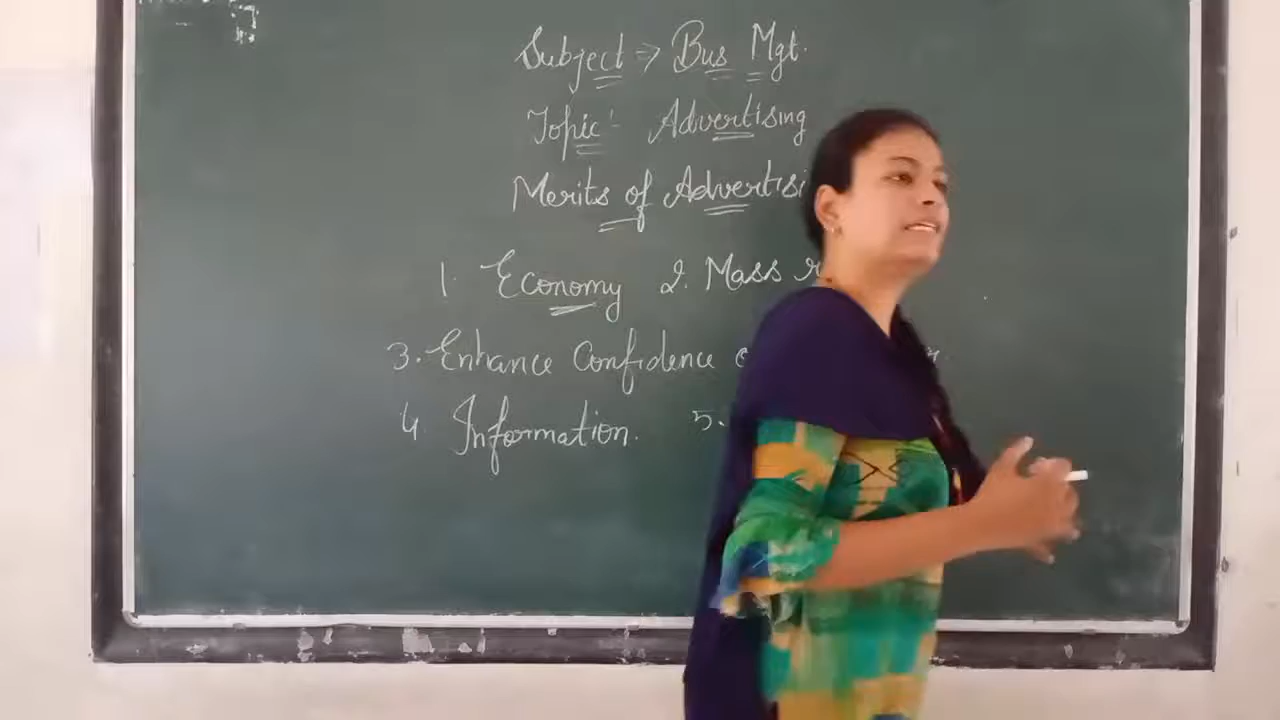 Subject => Bus Mgt.
Topic:- Advertising
Merits of Advertisi
1. Economy 2. Mass r
3. Enhance Confidence
4 Information. 5.